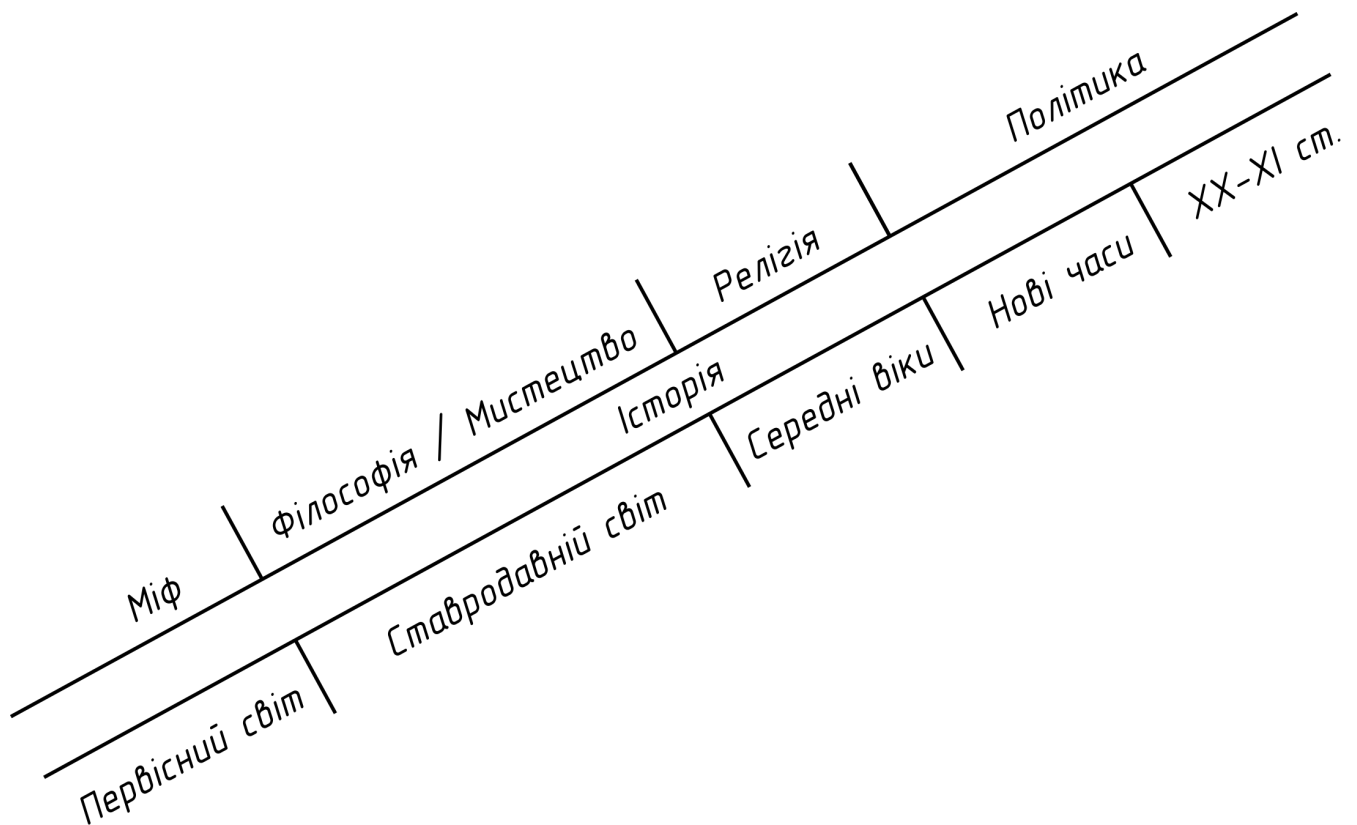 Міф
Філософія / Мистецтво
Релігія
Політика
Історія
Первісний світ
Ставродавній світ
Середні віки
Нові часи
XX-XI ст.